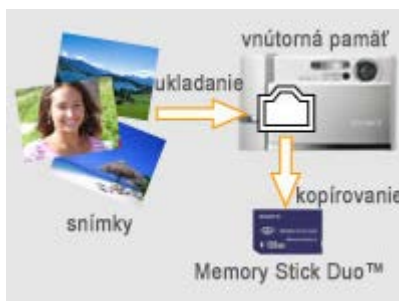 vnútorná pamäť
ukladanie
kopírovanie
snímky
Memory Stick Duo™